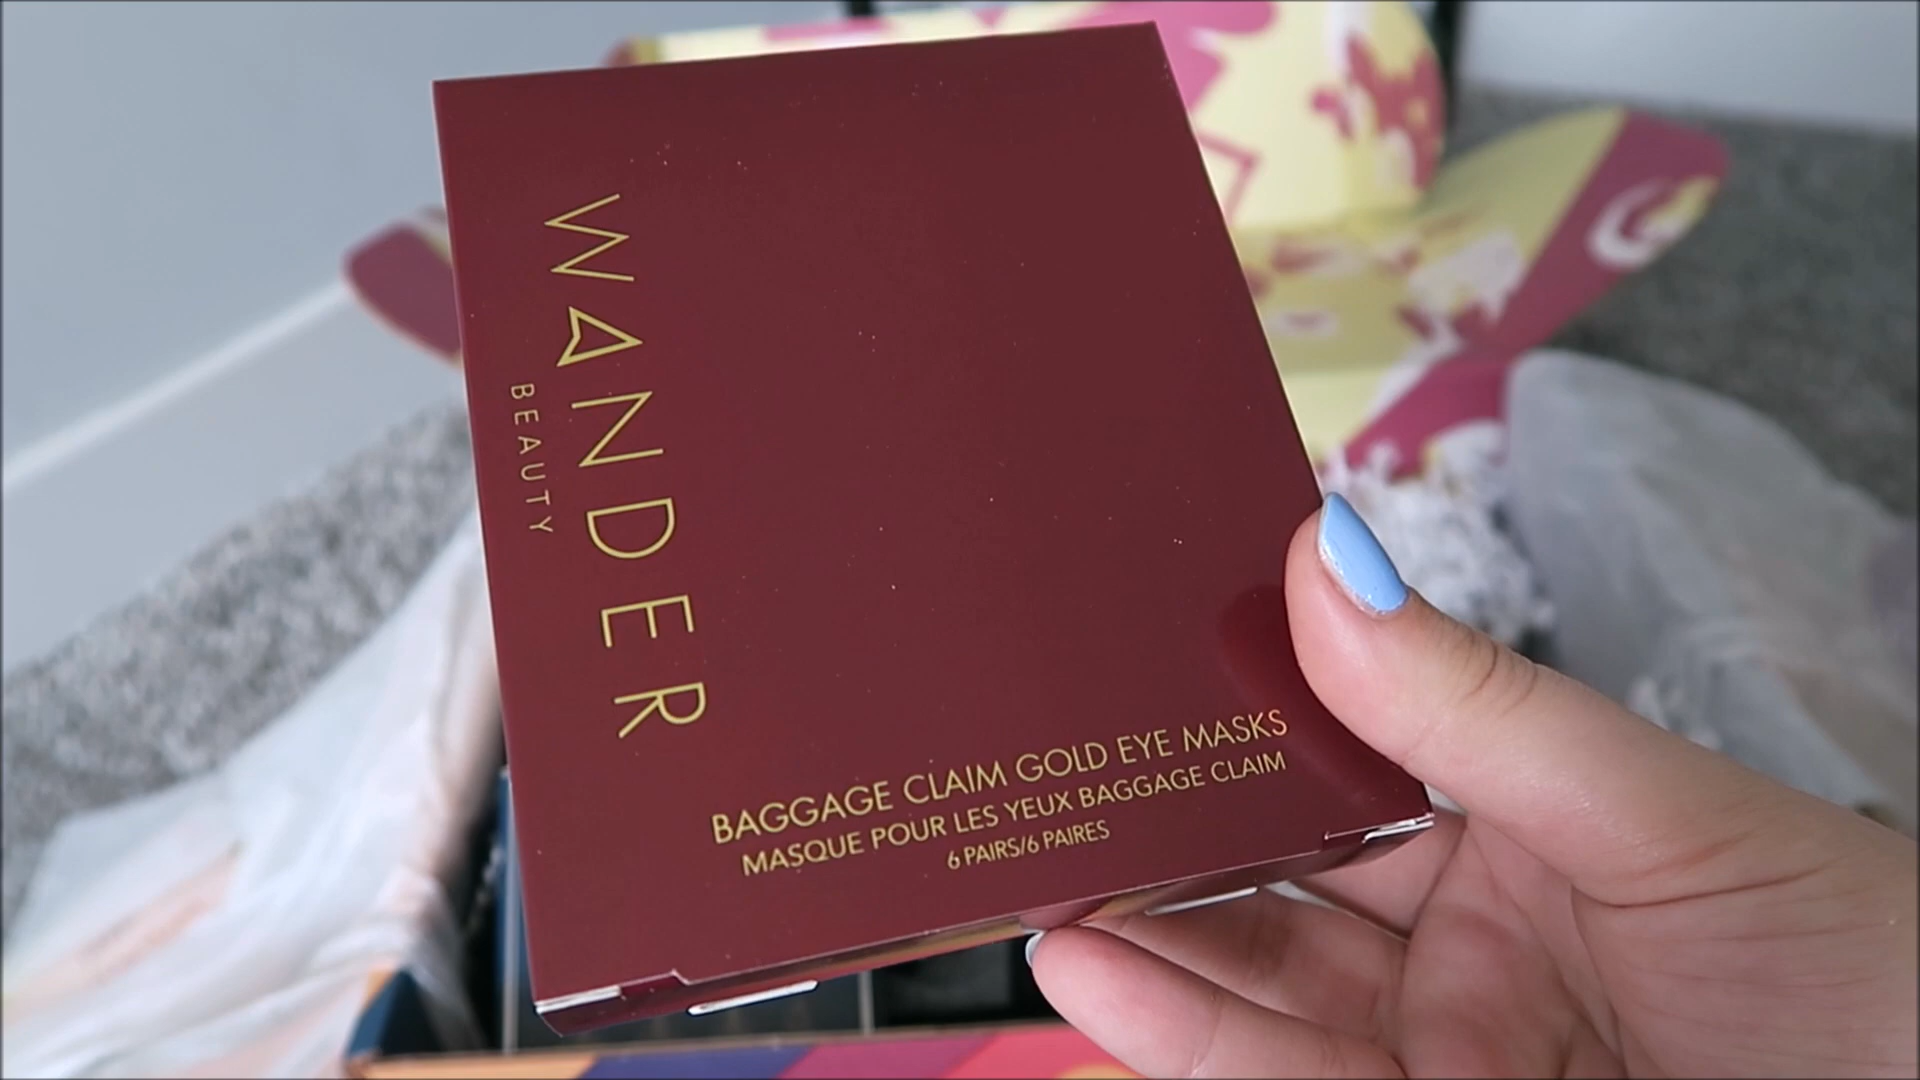 WANDER
BEAUTY
BAGGAGE CLAIM GOLD EYE MASKS
MASQUE POUR LES YEUX BAGGAGE CLAIM
6 PAIRS/6 PAIRES